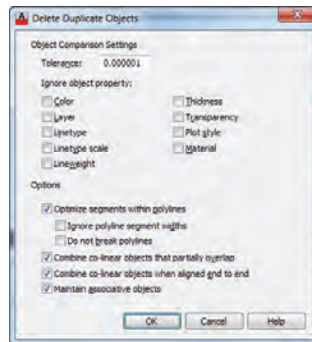 Delete Duplicate Objects
Object Comparison Settings
Tolerance: 0.000001
Ignore object property:
Color
Thickness
Layer
Transparency
Linetype
Plot style
Linetype scale
Material
Lineweight
Options
Optimize segments within polylines
Ignore polyline segment widths
Do not break polylines
Combine co-linear objects that partially overlap
Combine co-linear objects when aligned end to end
Maintain associative objects
OK Cancel Help